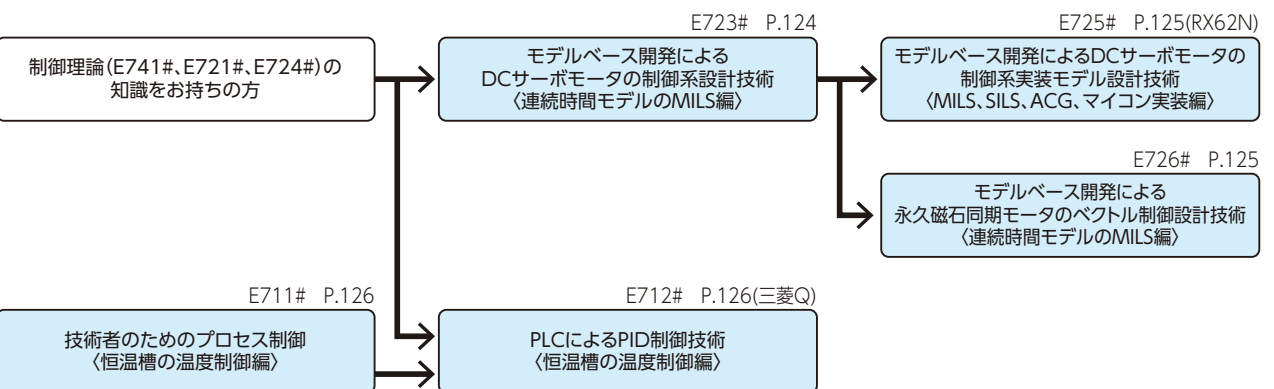 E723# P.124
E725# P.125(RX62N)
制御理論(E741#、E721#、E724#)の
知識をお持ちの方
モデルベース開発による
DCサーボモータの制御系設計技術
〈連続時間モデルのMILS編〉
モデルベース開発によるDCサーボモータの
制御系実装モデル設計技術
〈MILS、SILS、ACG、マイコン実装編〉
E726# P.125
モデルベース開発による
永久磁石同期モータのベクトル制御設計技術
〈連続時間モデルのMILS編〉
E711# P.126
E712# P.126(三菱Q)
技術者のためのプロセス制御
〈恒温槽の温度制御編〉
PLCによるPID制御技術
〈恒温槽の温度制御編〉